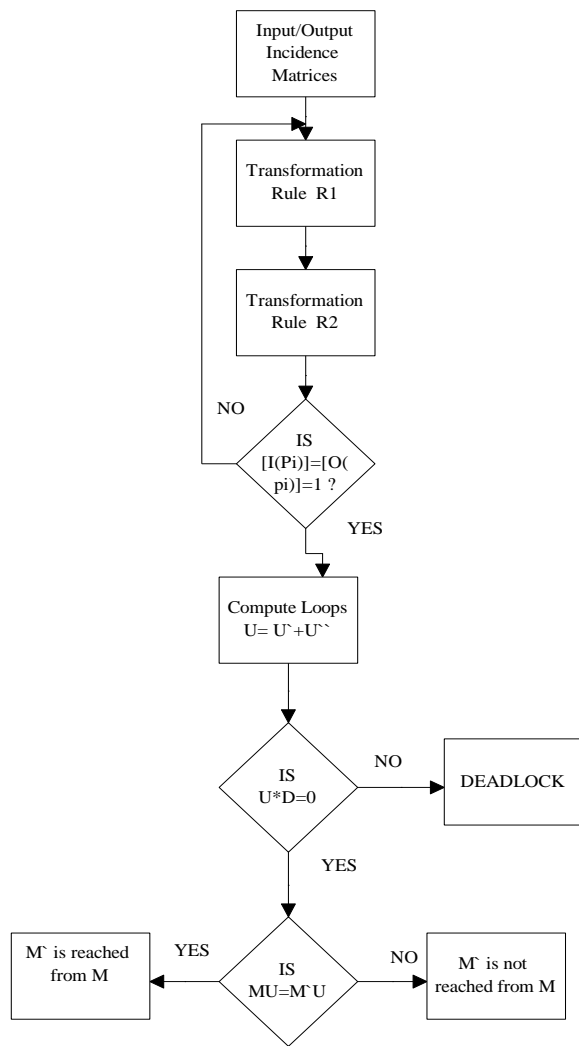 Input/Output
Incidence
Matrices
Transformation
Rule R1
Transformation
Rule R2
NO
IS
[I(Pi)]=[O(
pi)]=1 ?
YES
Compute Loops
U= U`+U``
IS
U*D=0
NO
DEADLOCK
YES
M` is reached
from M
YES
IS
MU=M`U
NO
M` is not
reached from M